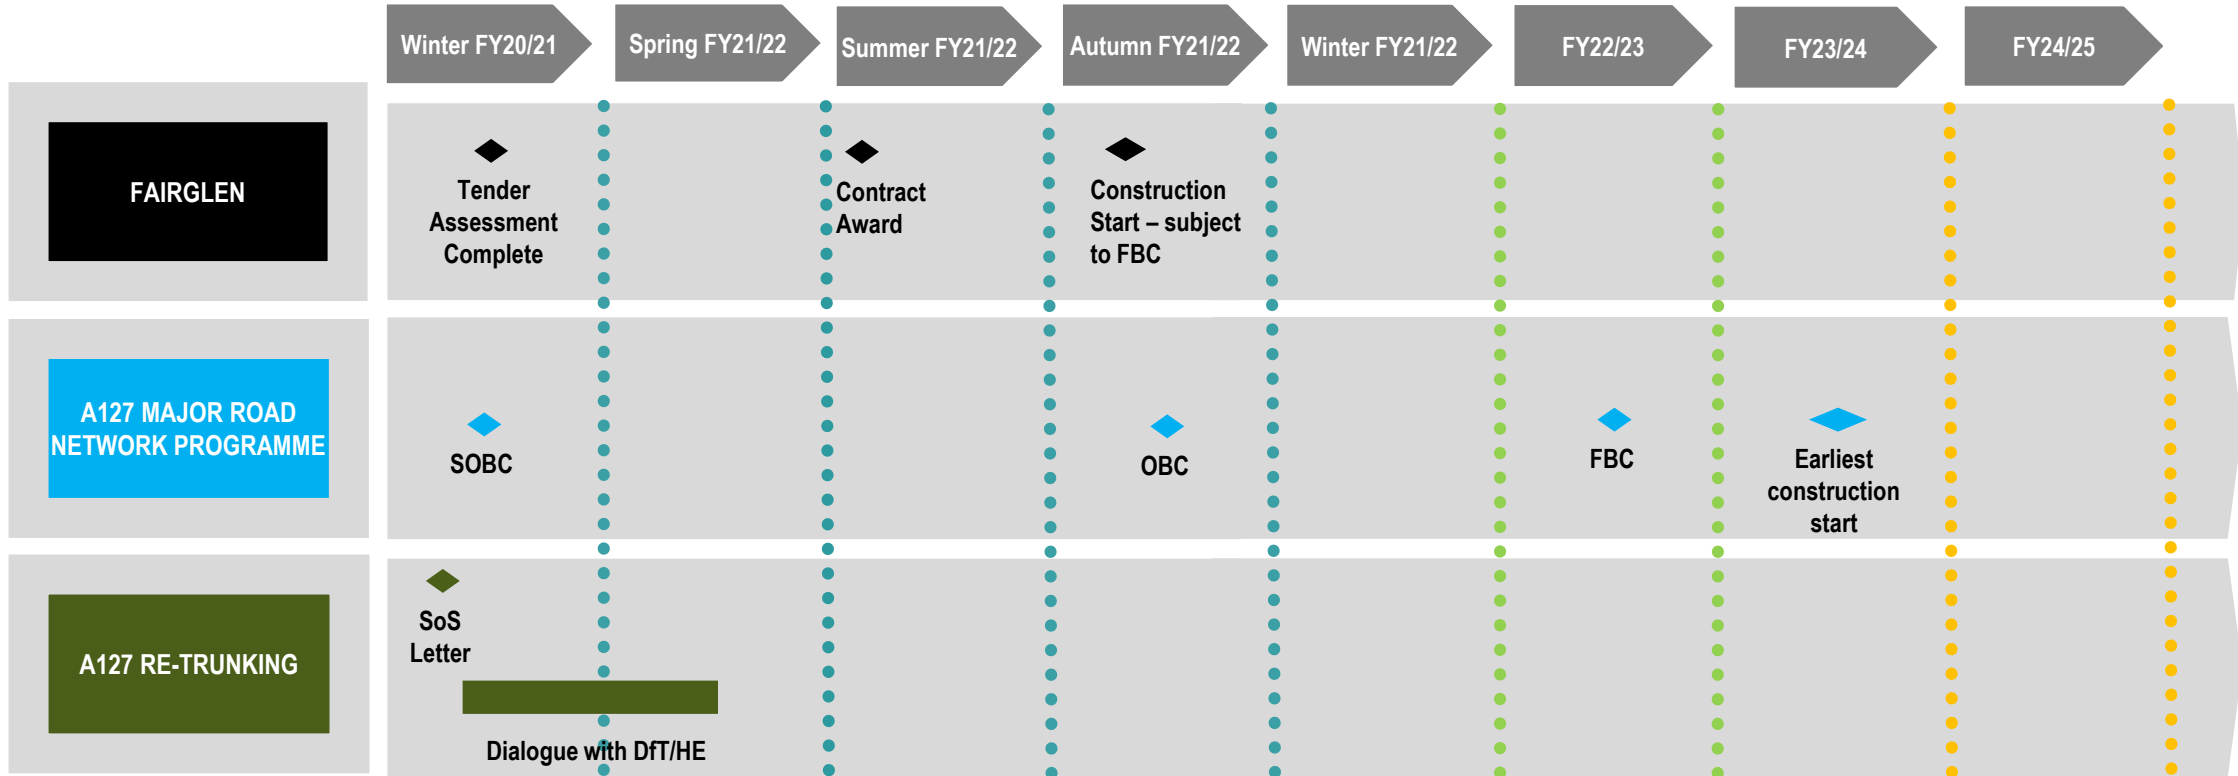 Winter FY20/21
Spring FY21/22
Summer FY21/22
Autumn FY21/22
Winter FY21/22
FY22/23
FY23/24
FY24/25
FAIRGLEN
Tender
Assessment
Complete
Contract
Award
Construction
Start – subject
to FBC
A127 MAJOR ROAD
NETWORK PROGRAMME
SOBC
OBC
FBC
Earliest
construction
start
A127 RE-TRUNKING
SoS
Letter
Dialogue with DfT/HE